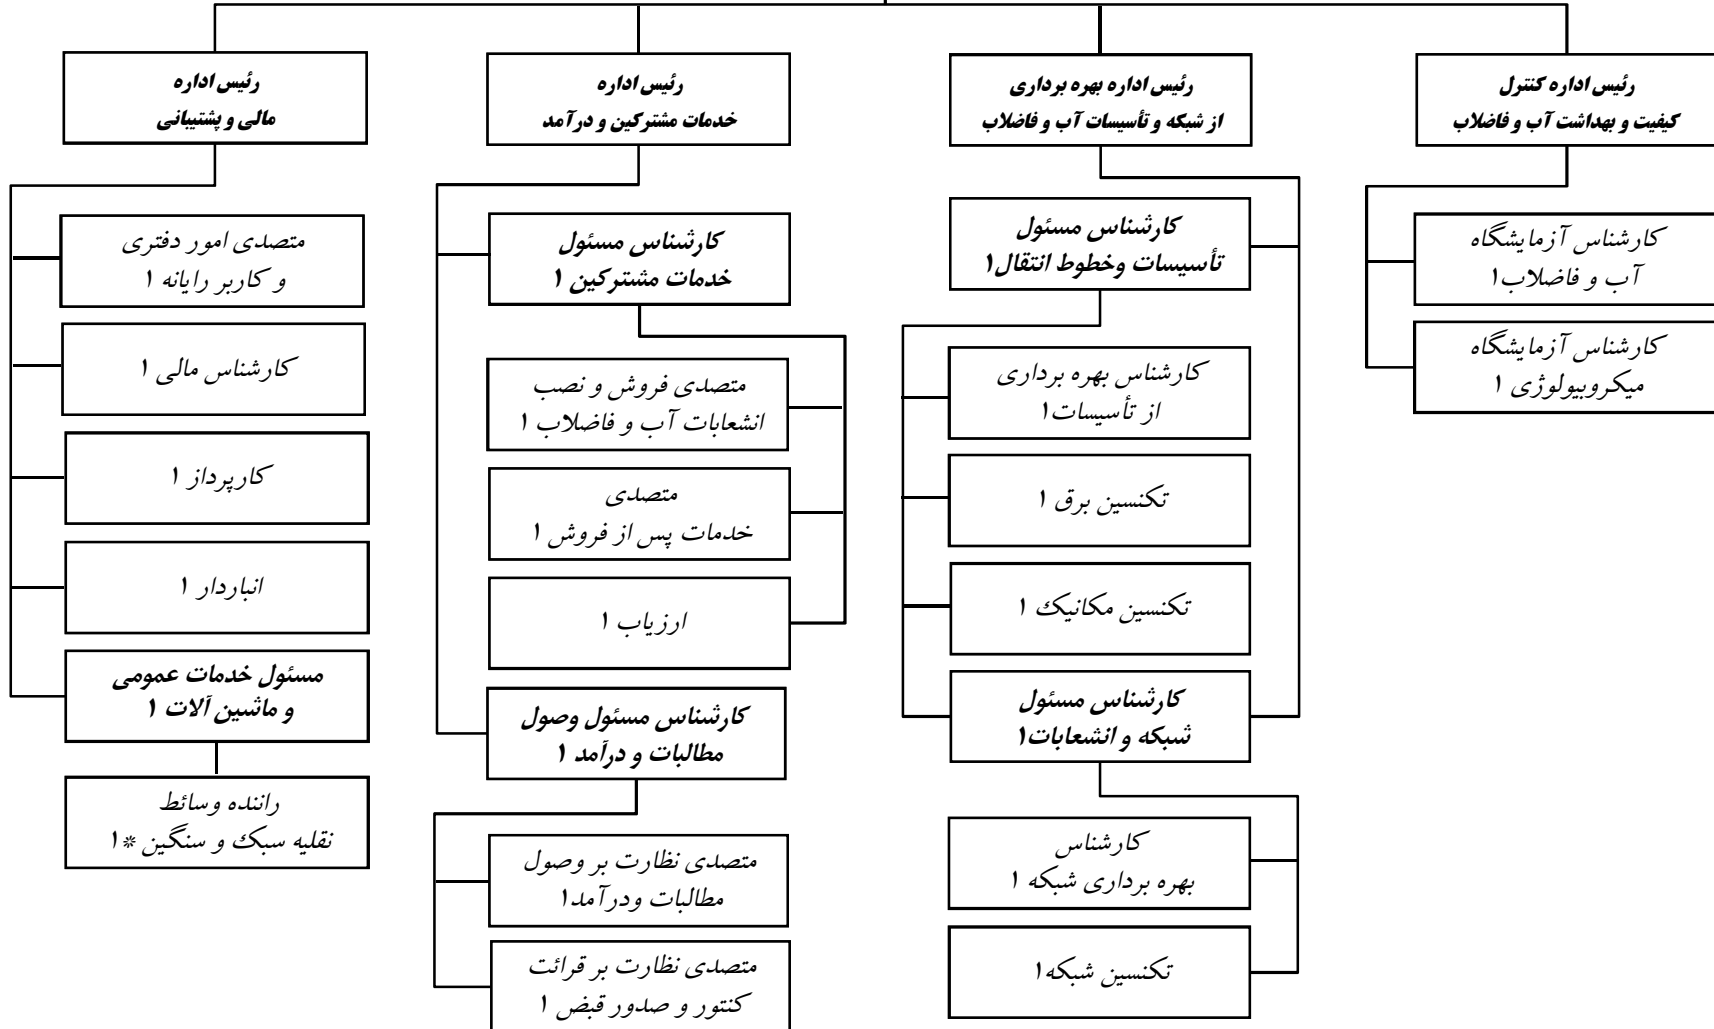 رئیس اداره کنترل
کیفیت و بهداشت آب و فاضلاب
کارشناس آزمایشگاه
آب و فاضلاب۱
کارشناس آزمایشگاه
میکروبیولوژی ۱
رئیس اداره بهره برداری
از شبکه و تأسیسات آب و فاضلاب
کارشناس مسئول
تأسیسات وخطوط انتقال۱
کارشناس بهره برداری
از تأسیسات۱
تکنسین برق ۱
تکنسین مکانیک ۱
کارشناس مسئول
شبکه و انشعابات۱
کارشناس
بهره برداری شبکه ۱
تکنسین شبکه۱
رئیس اداره
خدمات مشترکین و درآمد
کارشناس مسئول
خدمات مشترکین ۱
متصدی فروش و نصب
انشعابات آب و فاضلاب ۱
متصدی
خدمات پس از فروش ۱
ارزیاب ۱
کارشناس مسئول وصول
مطالبات و درآمد ۱
متصدی نظارت بر وصول
مطالبات ودرآمد۱
متصدی نظارت بر قرائت
کنتور و صدور قبض ۱
رئیس اداره
مالی و پشتیبانی
متصدی امور دفتری
و کاربر رایانه ۱
کارشناس مالی ۱
کارپرداز ۱
انباردار ۱
مسئول خدمات عمومی
و ماشین آلات ۱
راننده وسائط
نقلیه سبک و سنگین *۱